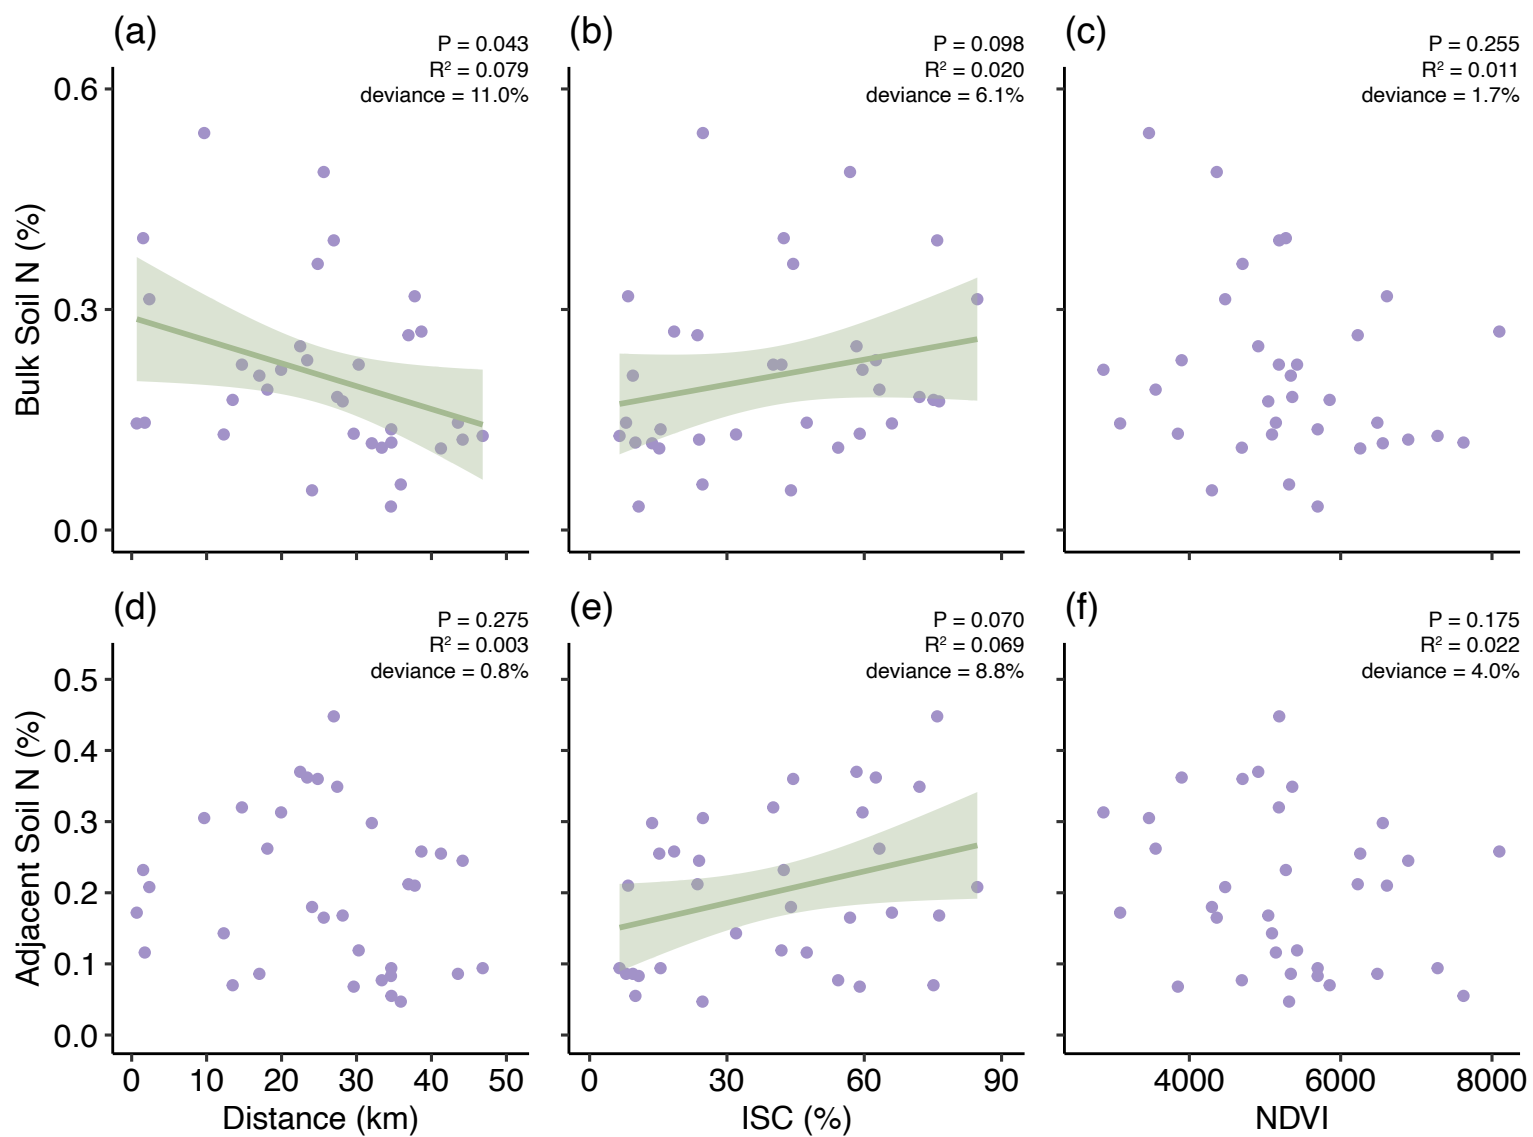 (a)
P = 0.043
R² = 0.079
deviance = 11.0%
(b)
P = 0.098
R² = 0.020
deviance = 6.1%
(c)
P = 0.255
R² = 0.011
deviance = 1.7%
Bulk Soil N (%)
0.6
0.3
0.0
(d)
P = 0.275
R² = 0.003
deviance = 0.8%
(e)
P = 0.070
R² = 0.069
deviance = 8.8%
(f)
P = 0.175
R² = 0.022
deviance = 4.0%
Adjacent Soil N (%)
0.5
0.4
0.3
0.2
0.1
0.0
0 10 20 30 40 50
0 30 60 90
4000 6000 8000
Distance (km)
ISC (%)
NDVI